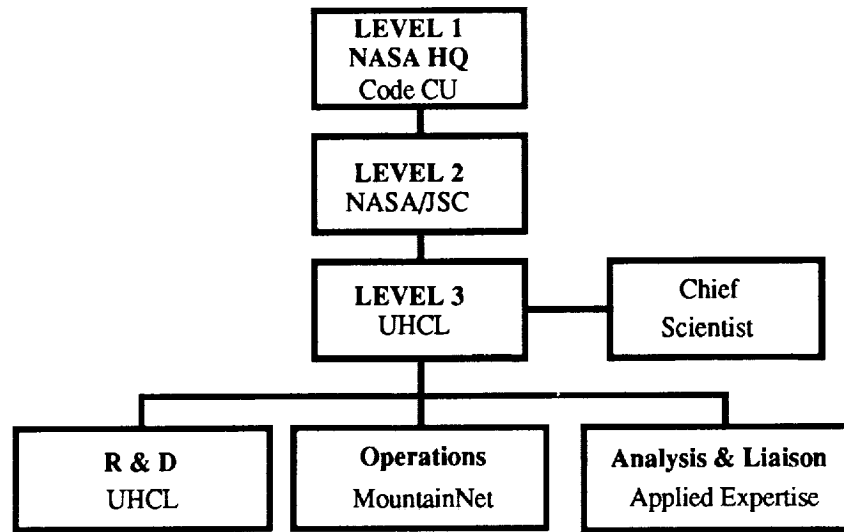 LEVEL 1
NASA HQ
Code CU
LEVEL 2
NASA/JSC
LEVEL 3
UHCL
Chief
Scientist
R & D
UHCL
Operations
MountainNet
Analysis & Liaison
Applied Expertise